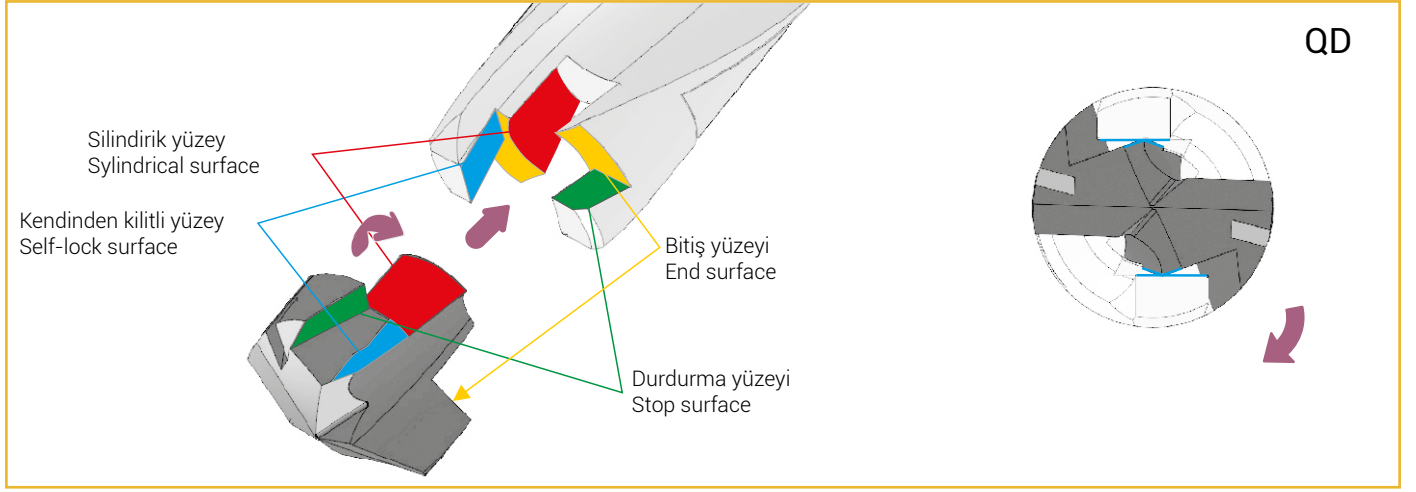 QD
Silindirik yüzey
Sylindrical surface
Kendinden kilitli yüzey
Self-lock surface
Bitiş yüzeyi
End surface
Durdurma yüzeyi
Stop surface